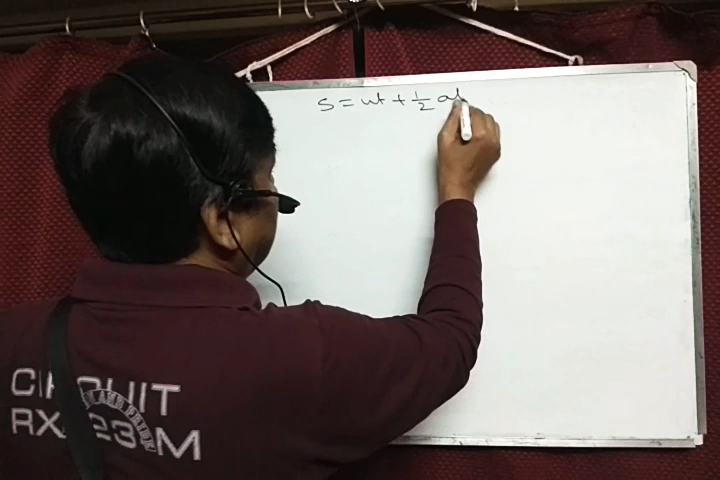 S = ut + 1/2 at
CIRCUIT
RX 23 M